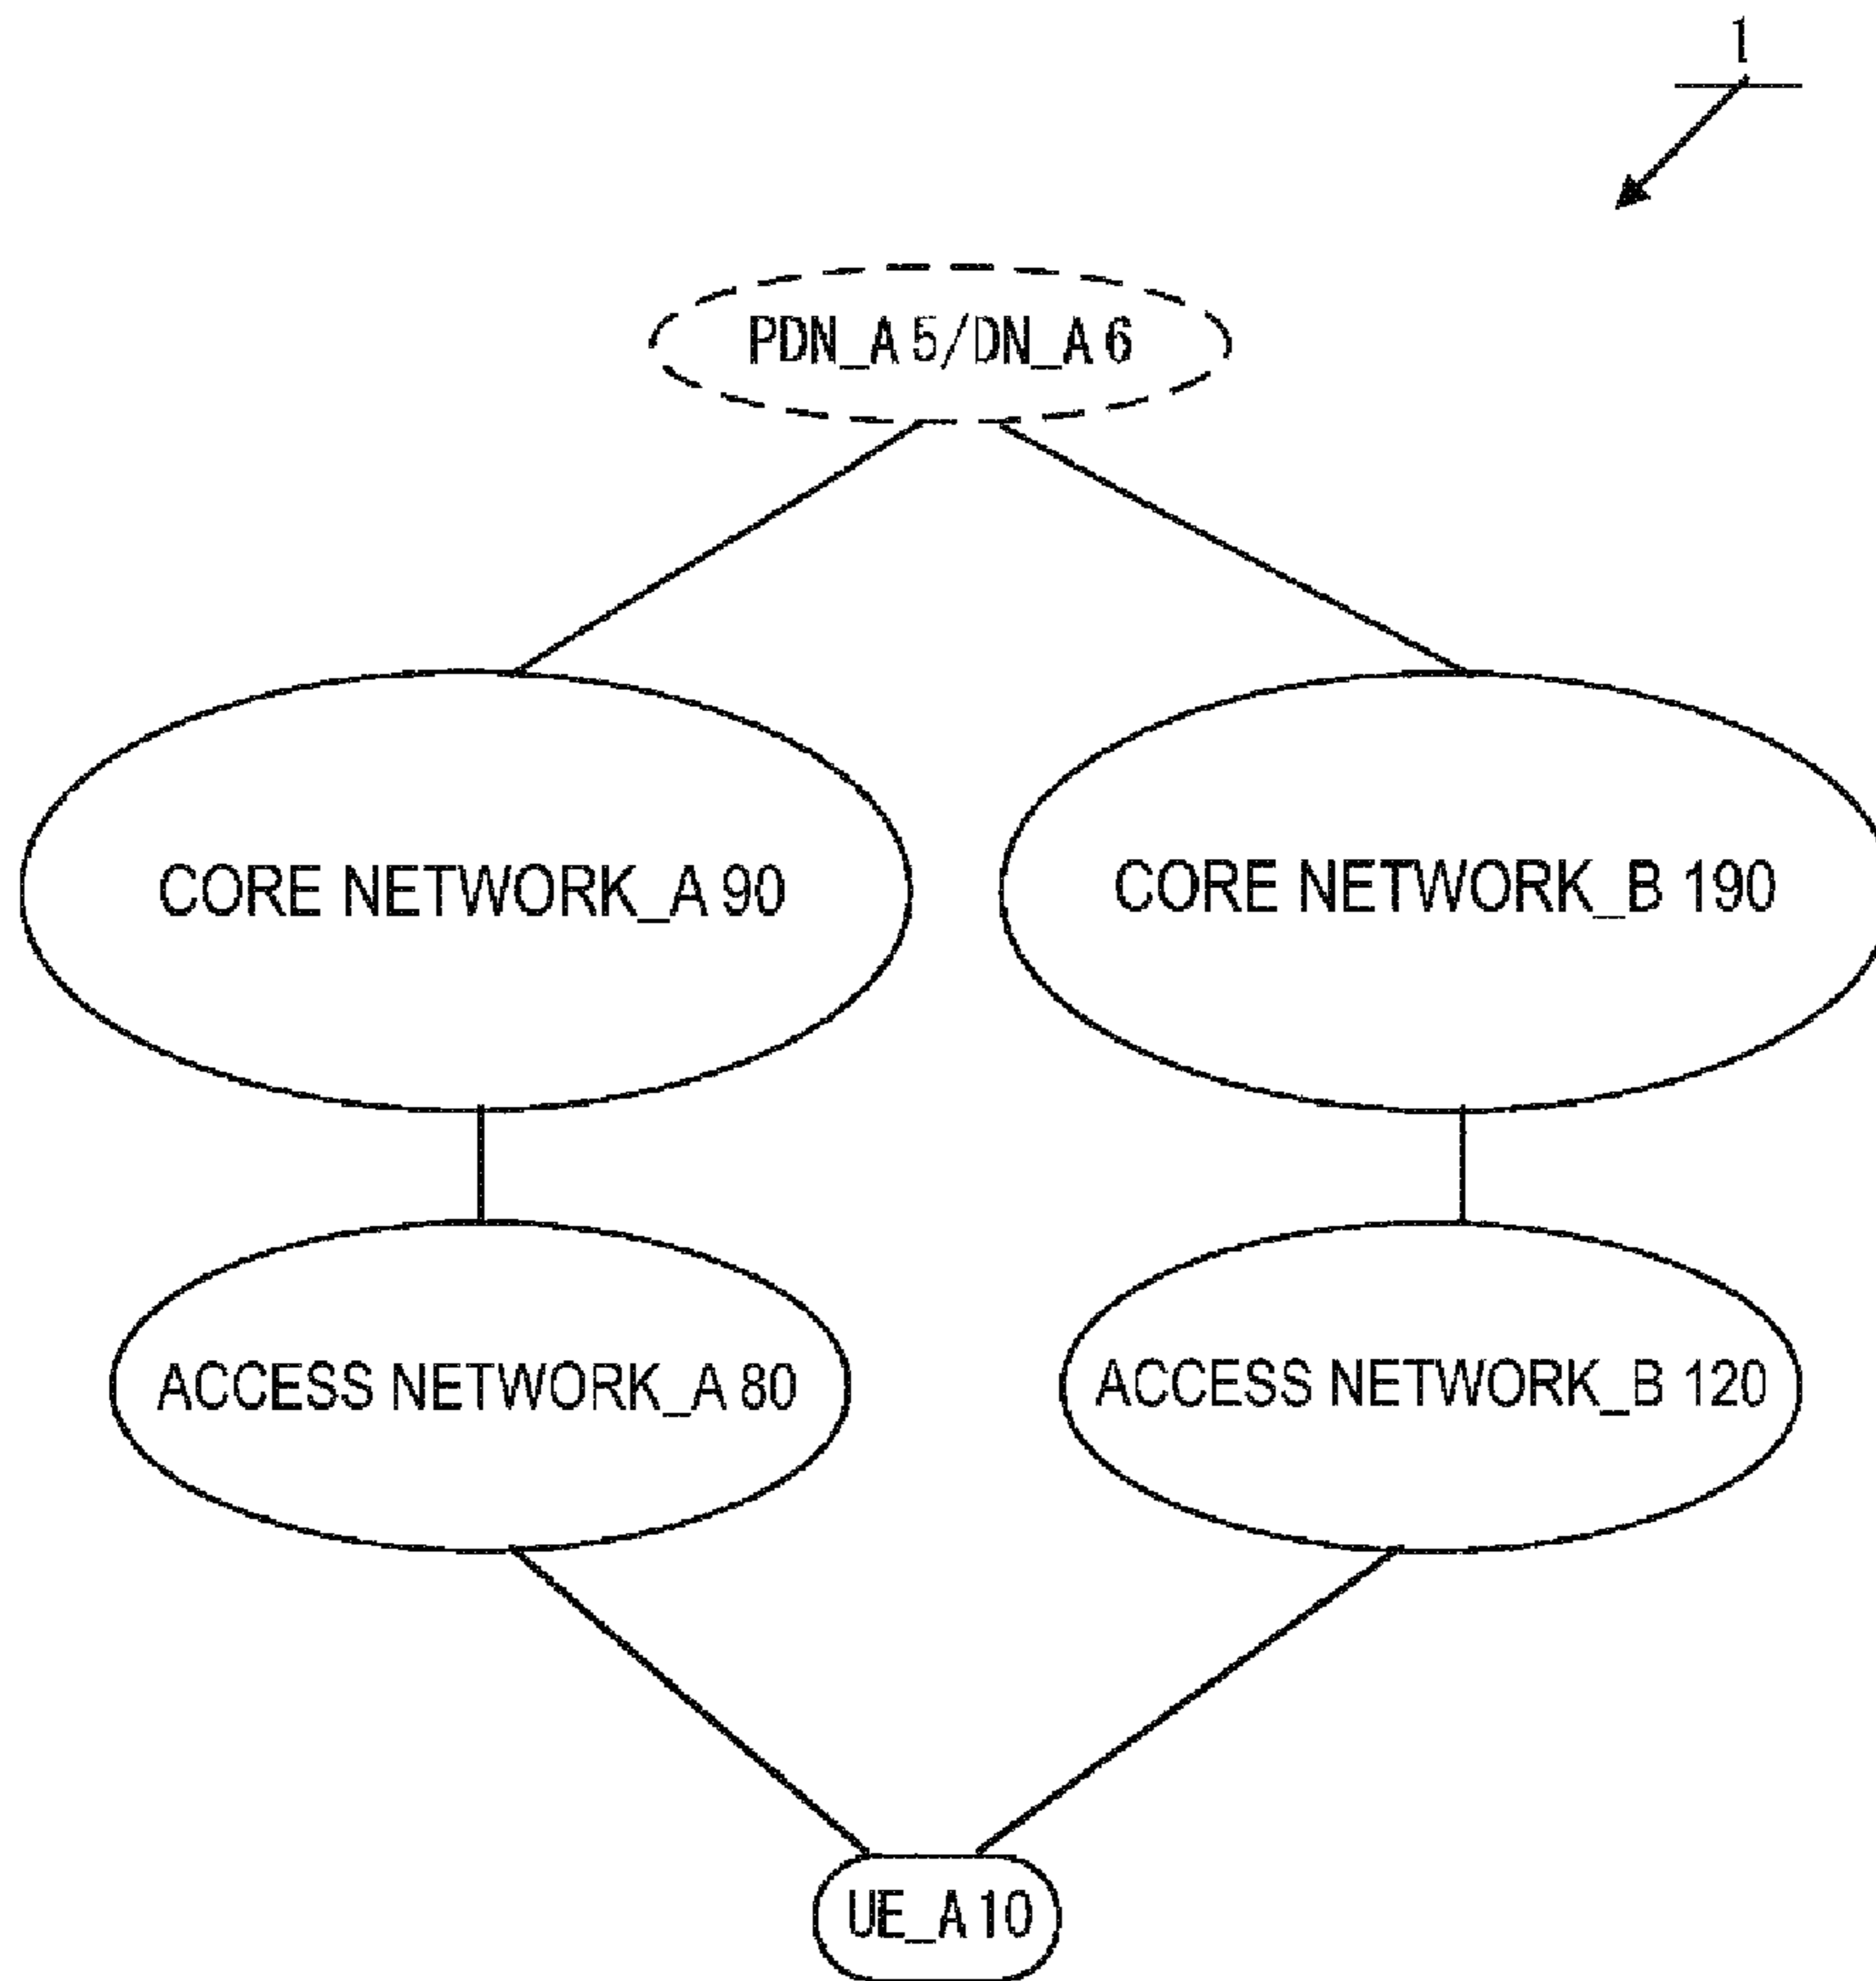 1
PDN_A 5/DN_A 6
CORE NETWORK_A 90
CORE NETWORK_B 190
ACCESS NETWORK_A 80
ACCESS NETWORK_B 120
UE_A 10